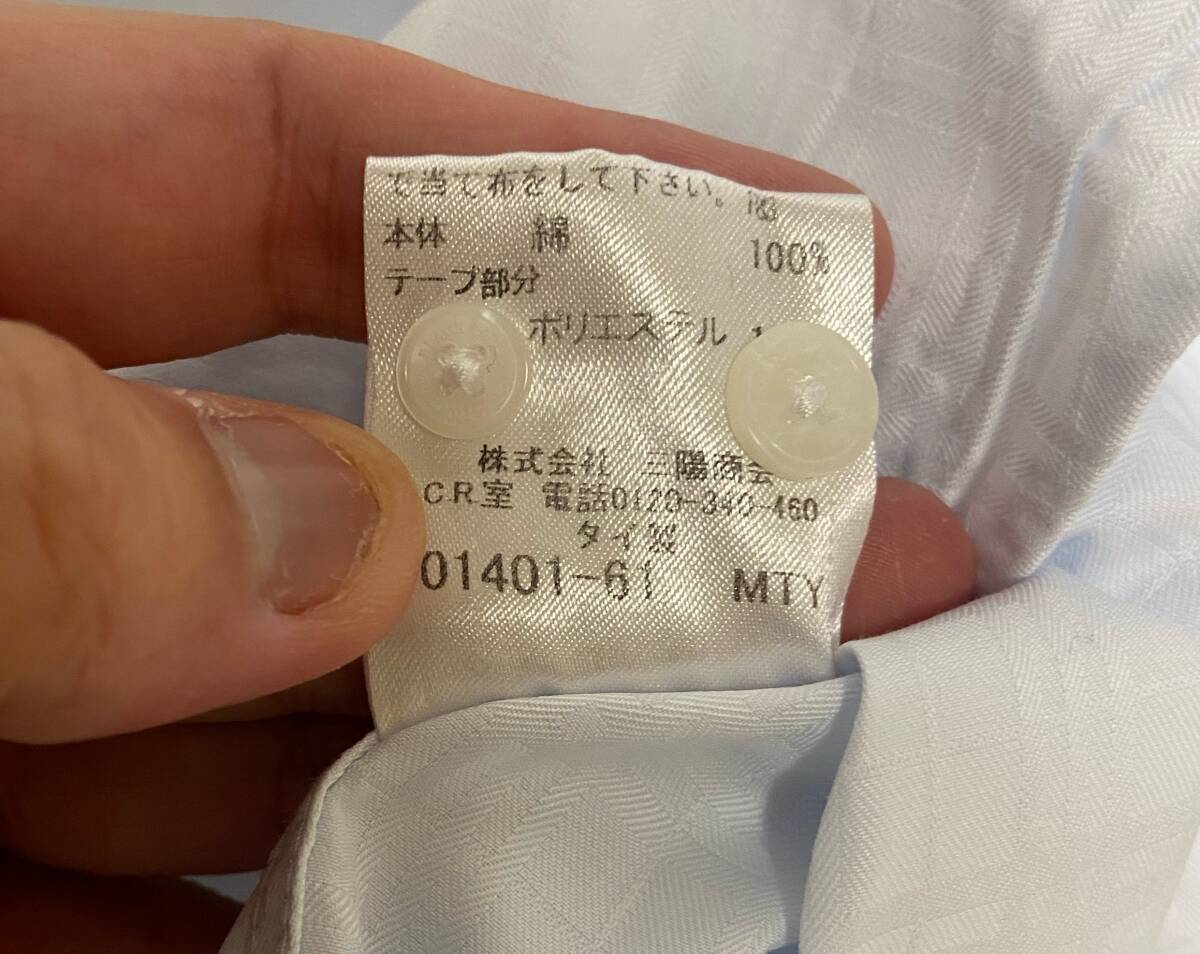 で当て布をして下さい。
本体 綿 100%
テープ部分
ポリエステル 1
株式会社 三陽商会
C.R.室 電話0120-340-460
タイ製
01401-61 MTY